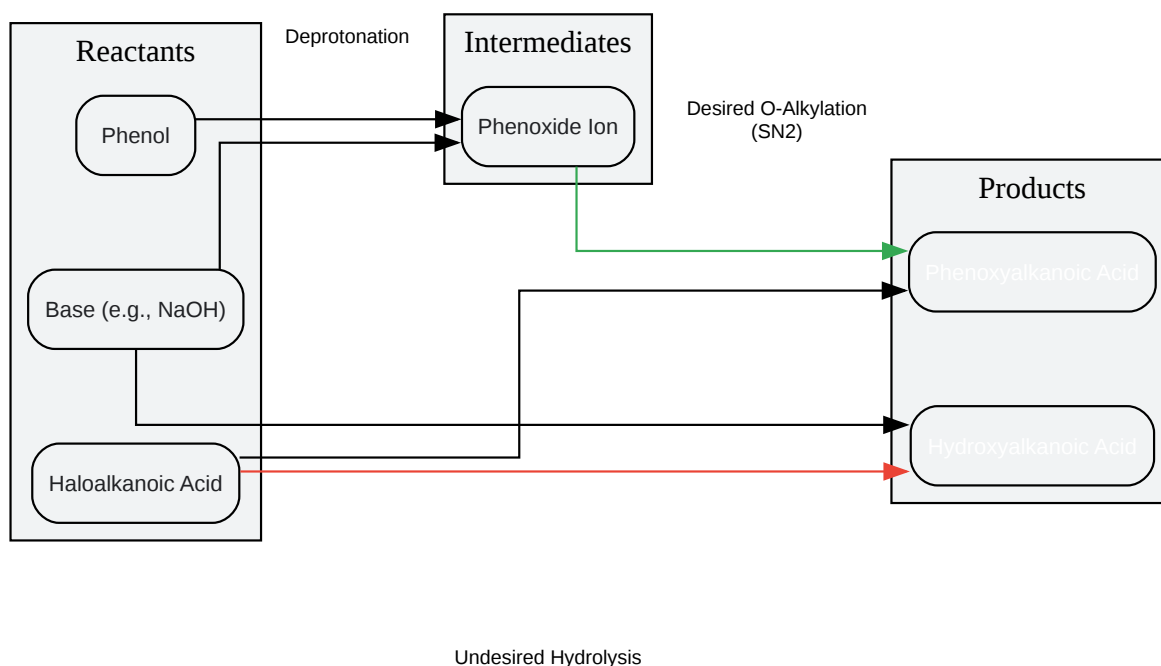 Reactants
Deprotonation
Intermediates
Phenol
Phenoxide Ion
Desired O-Alkylation
(SN2)
Products
Base (e.g., NaOH)
Phenoxyalkanoic Acid
Haloalkanoic Acid
Hydroxyalkanoic Acid
Undesired Hydrolysis